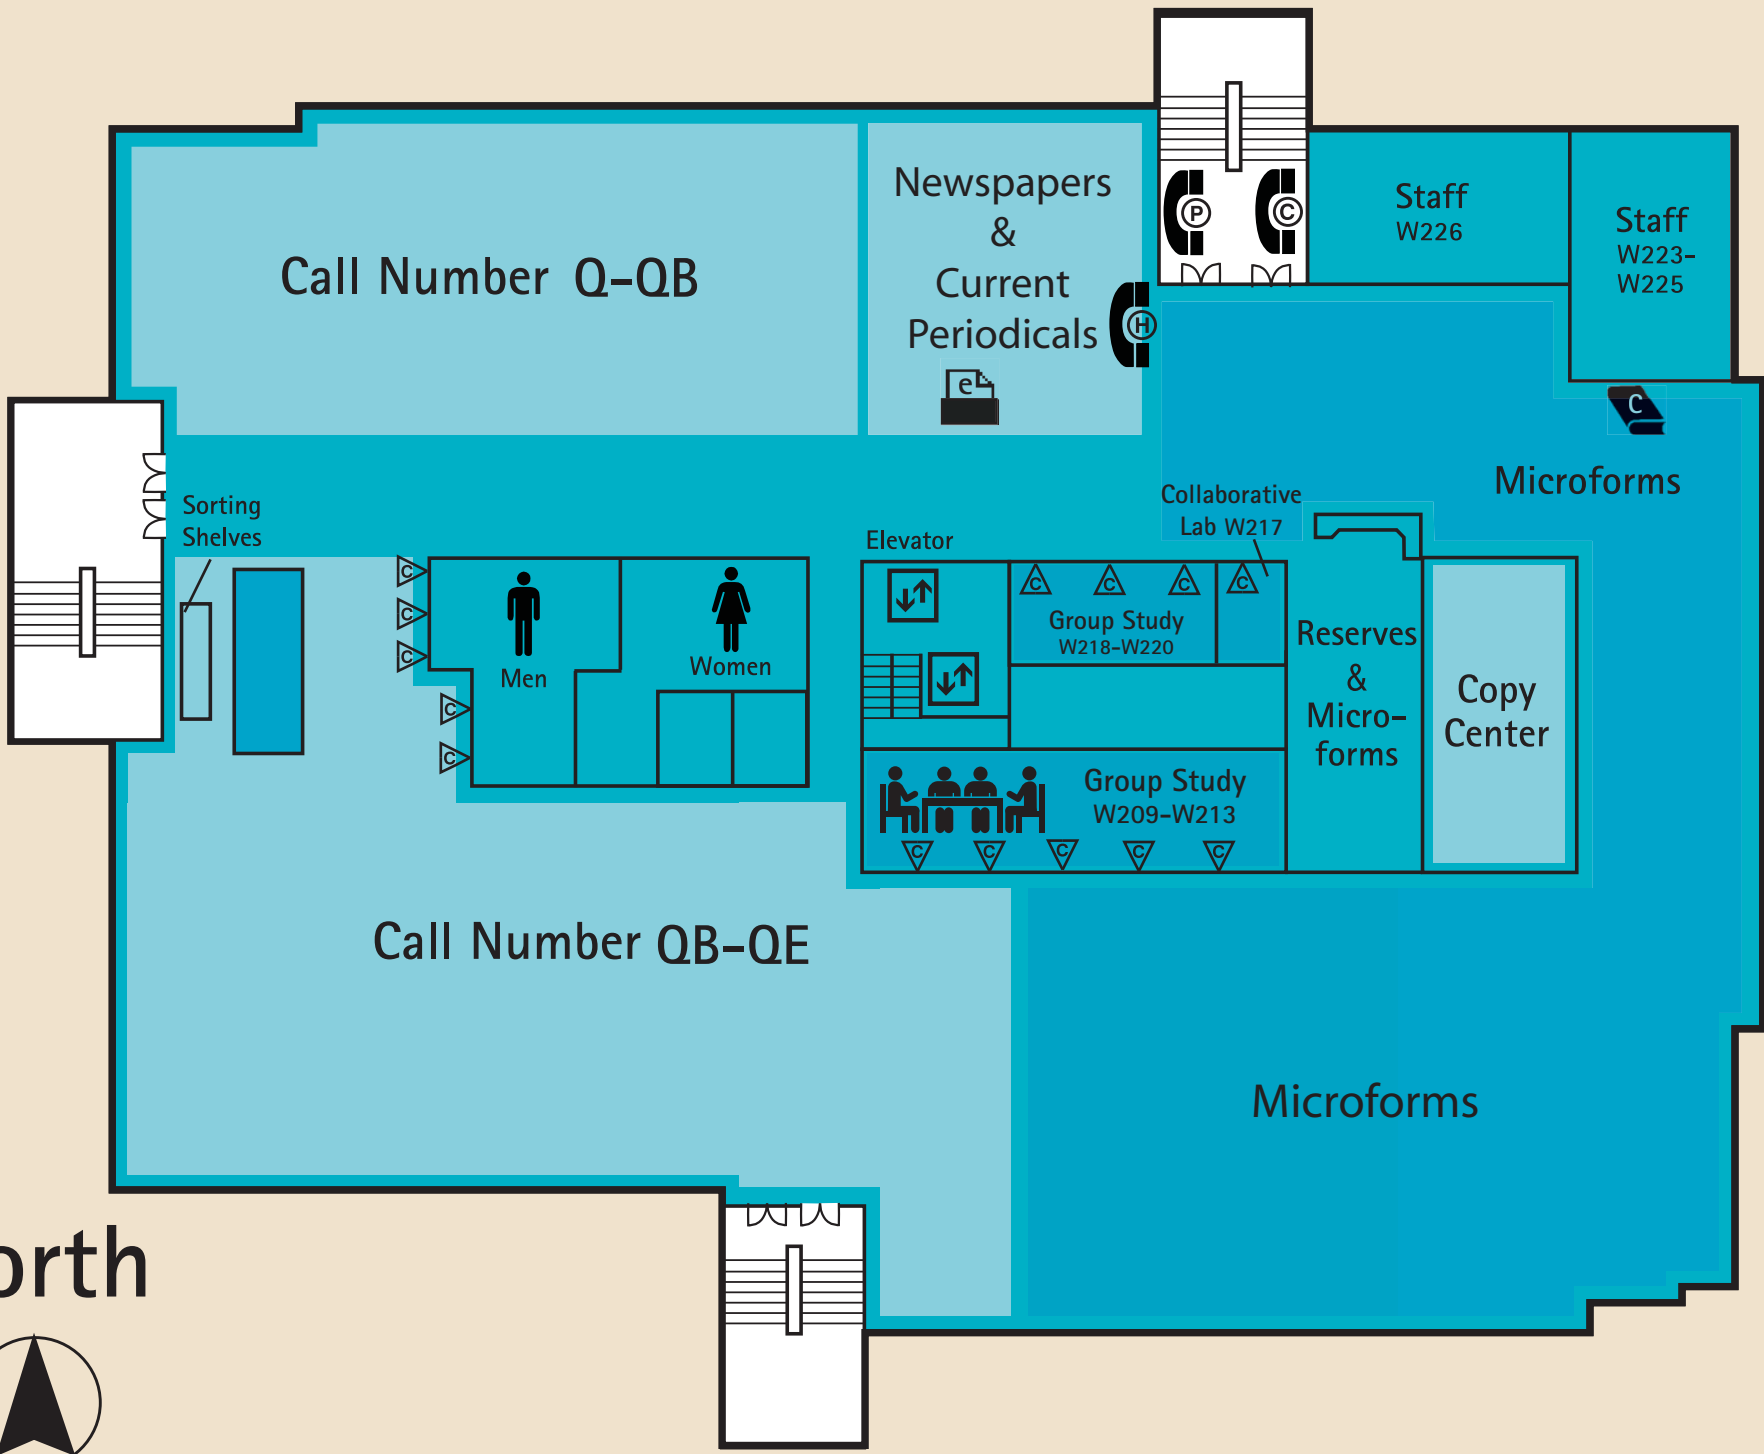 Newspapers
&
Current
Periodicals
e
Call Number Q-QB
P
C
H
Staff
W226
Staff
W223-
W225
C
Microforms
Sorting
Shelves
Elevator
Collaborative
Lab W217
C
C
C
C
C
Men
Women
C
C
C
C
Group Study
W218-W220
Reserves
&
Micro-
forms
Copy
Center
Group Study
W209-W213
C
C
C
C
C
Call Number QB-QE
Microforms
orth